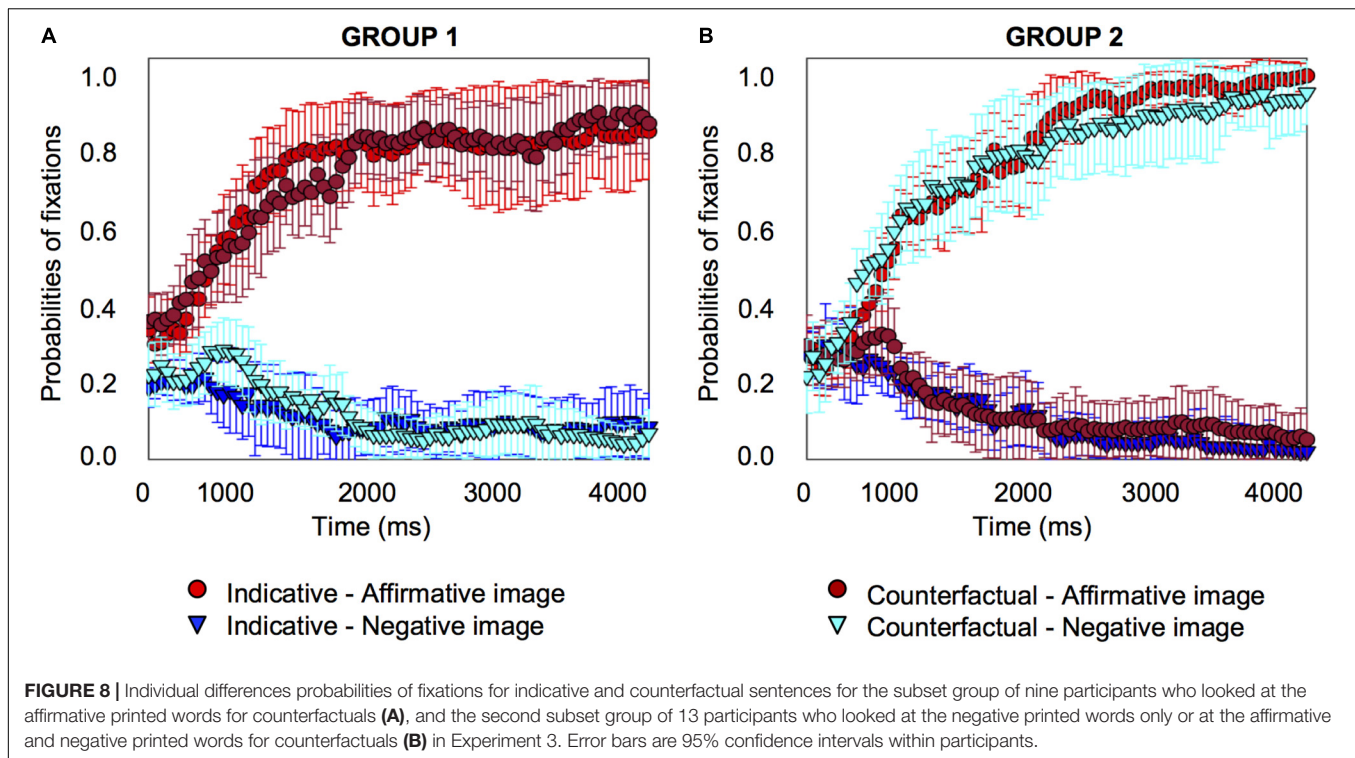 A
GROUP 1
B
GROUP 2
Probabilities of fixations
1.0
0.8
0.6
0.4
0.2
0.0
0
1000
2000
3000
4000
Time (ms)
Probabilities of fixations
1.0
0.8
0.6
0.4
0.2
0.0
0
1000
2000
3000
4000
Time (ms)
Indicative - Affirmative image
Indicative - Negative image
Counterfactual - Affirmative image
Counterfactual - Negative image
FIGURE 8 | Individual differences probabilities of fixations for indicative and counterfactual sentences for the subset group of nine participants who looked at the
affirmative printed words for counterfactuals (A), and the second subset group of 13 participants who looked at the negative printed words only or at the affirmative
and negative printed words for counterfactuals (B) in Experiment 3. Error bars are 95% confidence intervals within participants.